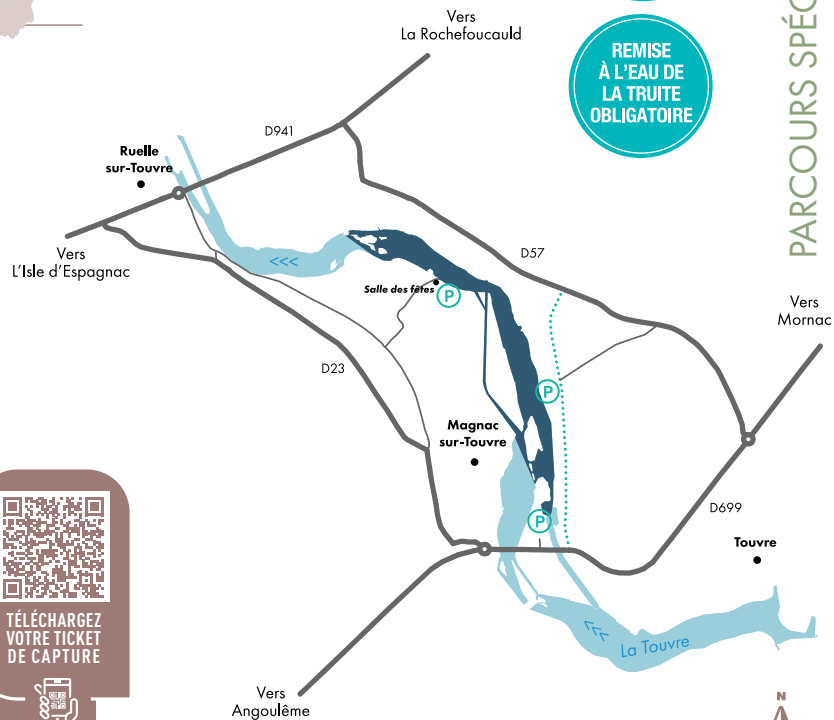 Vers
La Rochefoucauld
REMISE
À L'EAU DE
LA TRUITE
OBLIGATOIRE
PARCOURS SPÉC
D941
Ruelle
sur-Touvre
Vers
L'Isle d'Espagnac
<<<
D57
Salle des fêtes
P
Vers
Mornac
D23
P
Magnac
sur-Touvre
D699
P
Touvre
TÉLÉCHARGEZ
VOTRE TICKET
DE CAPTURE
<<<
La Touvre
Vers
Angoulême
N